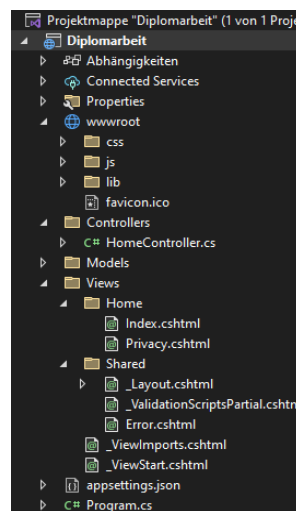 Projektmappe "Diplomarbeit" (1 von 1 Proje
Diplomarbeit
Abhängigkeiten
Connected Services
Properties
wwwroot
css
js
lib
favicon.ico
Controllers
C# HomeController.cs
Models
Views
Home
Index.cshtml
Privacy.cshtml
Shared
_Layout.cshtml
_ValidationScriptsPartial.cshtm
Error.cshtml
_ViewImports.cshtml
_ViewStart.cshtml
appsettings.json
C# Program.cs